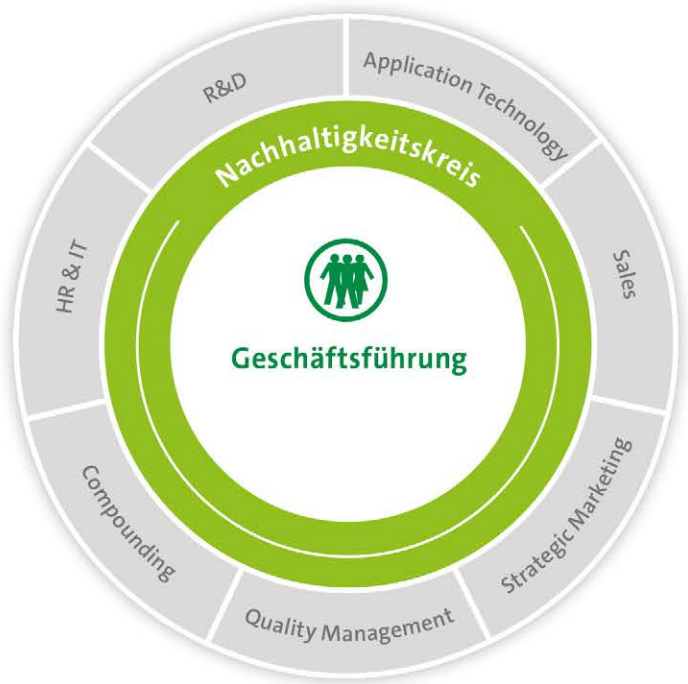 R&D
Application Technology
Nachhaltigkeitskreis
HR & IT
Sales
Geschäftsführung
Compounding
Strategic Marketing
Quality Management